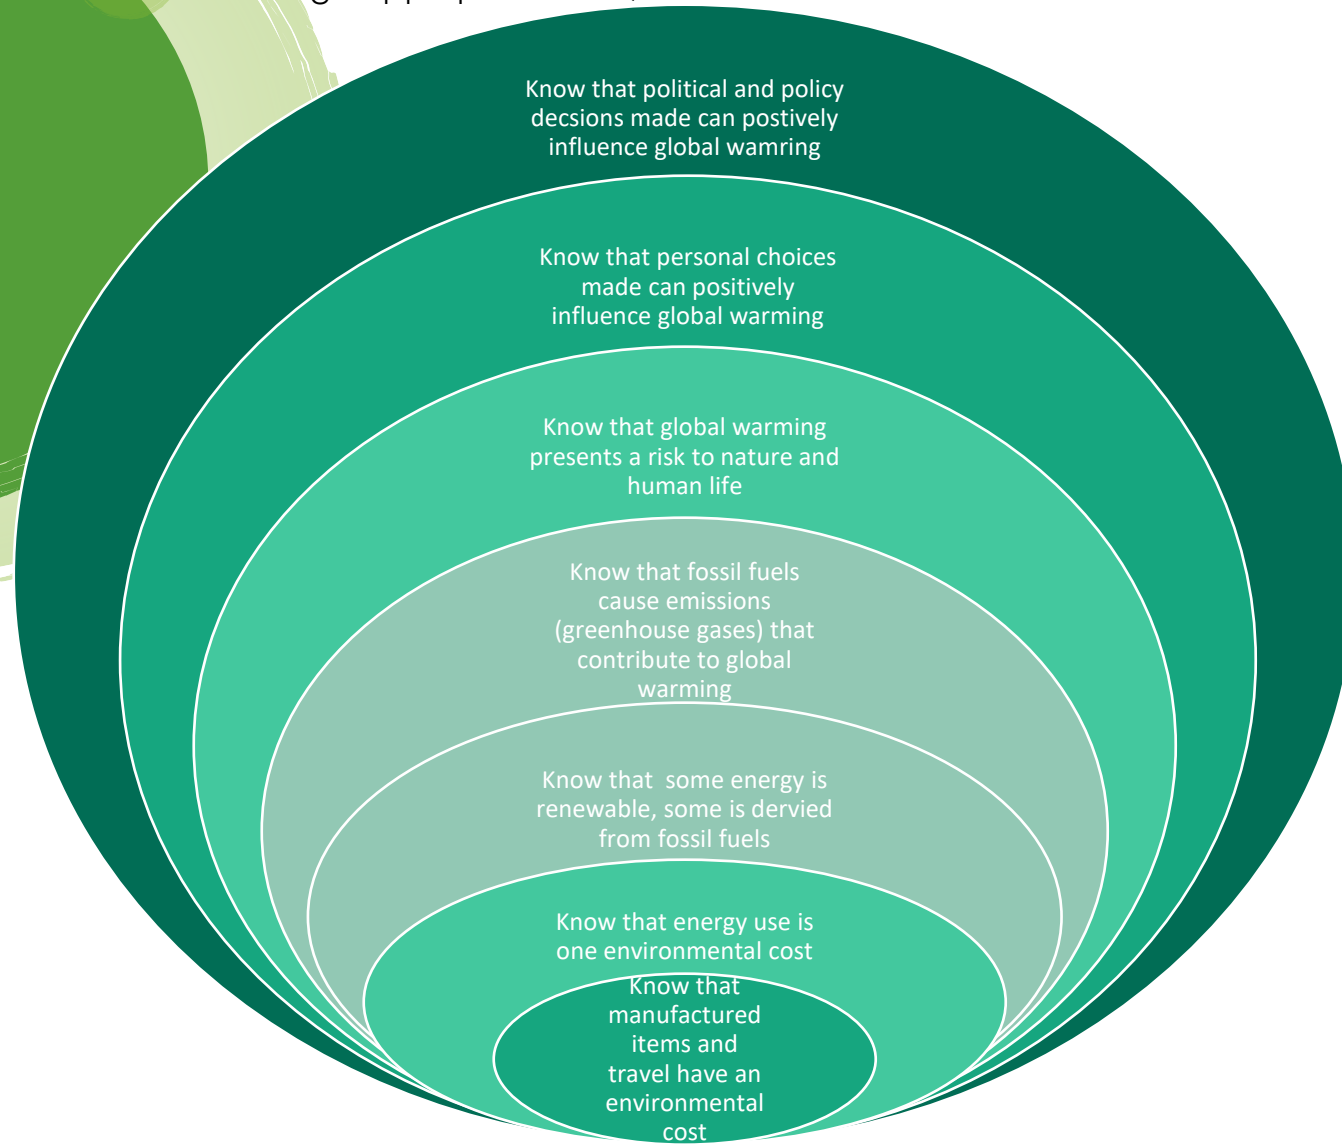 Know that political and policy
decsions made can postively
influence global wamring
Know that personal choices
made can positively
influence global warming
Know that global warming
presents a risk to nature and
human life
Know that fossil fuels
cause emissions
(greenhouse gases) that
contribute to global
warming
Know that  some energy is
renewable, some is dervied
from fossil fuels
Know that energy use is
one environmental cost
Know that
manufactured
items and
travel have an
environmental
cost